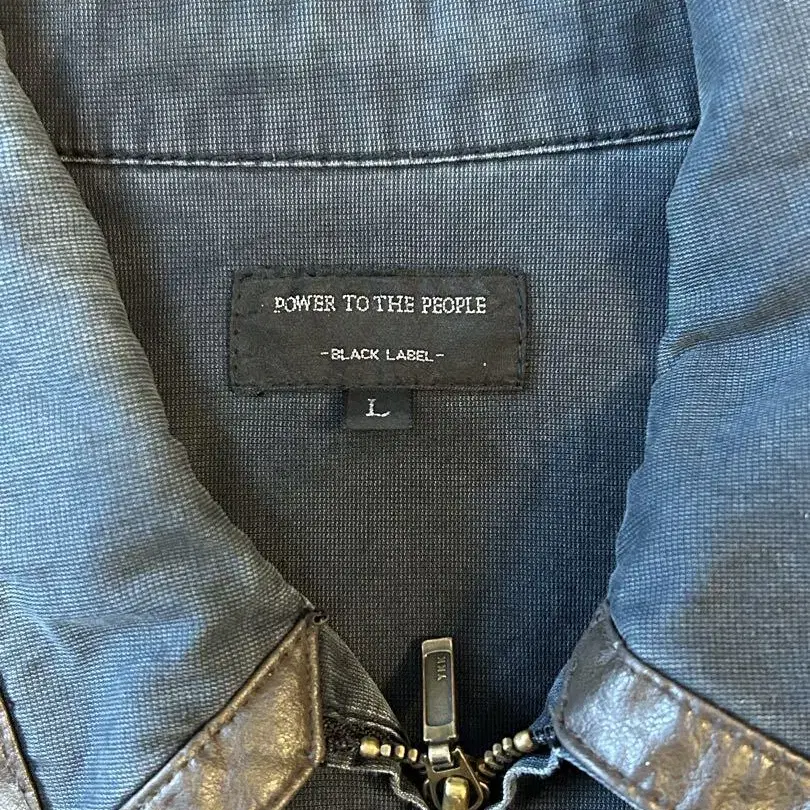 POWER TO THE PEOPLE
-BLACK LABEL-
L
YKK